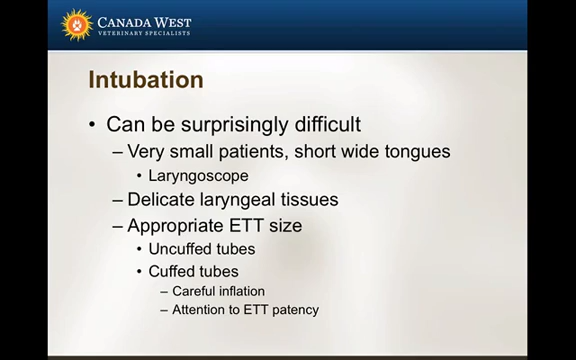 CANADA WEST
VETERINARY SPECIALISTS
Intubation
• Can be surprisingly difficult
– Very small patients, short wide tongues
• Laryngoscope
– Delicate laryngeal tissues
– Appropriate ETT size
• Uncuffed tubes
• Cuffed tubes
– Careful inflation
– Attention to ETT patency